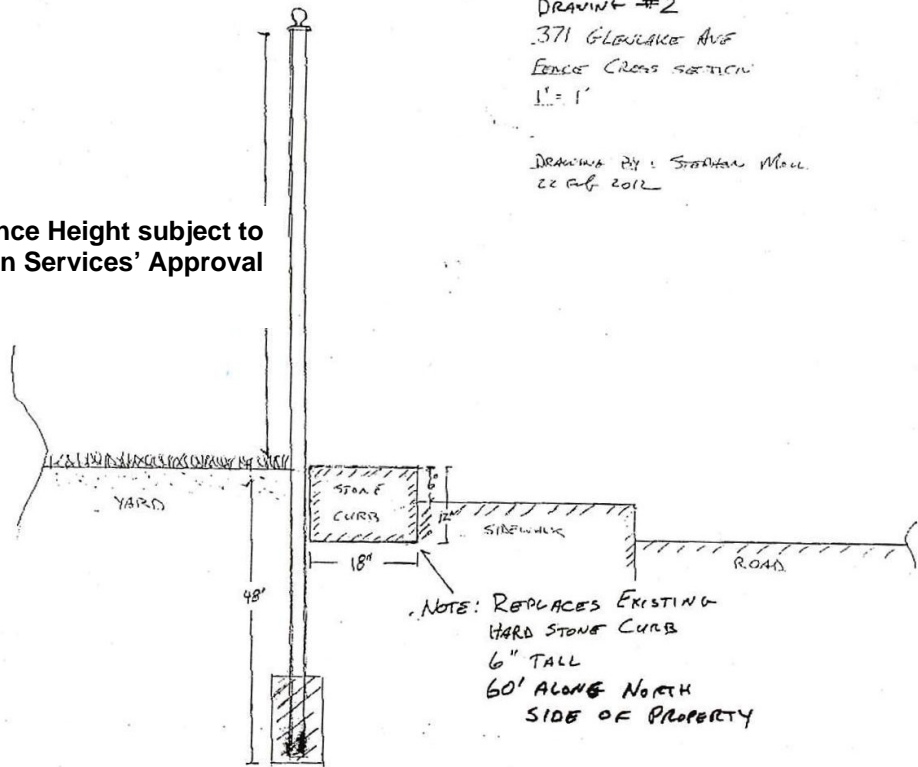 DRAWING #2
371 GLENLAKE AVE
FENCE CROSS SECTION
1' = 1'
DRAWING BY: STEPHAN MOLL
22 Feb 2012
nce Height subject to
n Services’ Approval
YARD
STONE
CURB
6"
12"
SIDEWALK
ROAD
18"
48"
NOTE: REPLACES EXISTING
HARD STONE CURB
6" TALL
60' ALONG NORTH
SIDE OF PROPERTY